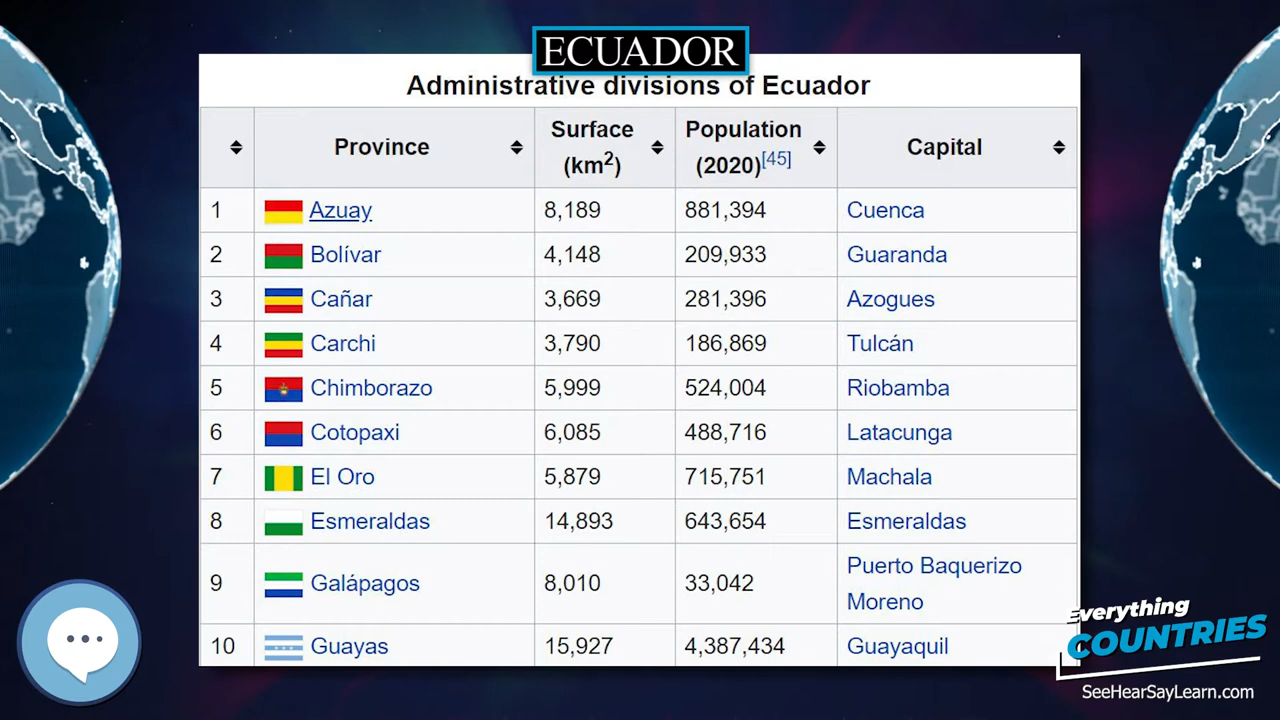 ECUADOR
Administrative divisions of Ecuador
Province Surface (km2) Population (2020)[45] Capital
1 Azuay 8,189 881,394 Cuenca
2 Bolívar 4,148 209,933 Guaranda
3 Cañar 3,669 281,396 Azogues
4 Carchi 3,790 186,869 Tulcán
5 Chimborazo 5,999 524,004 Riobamba
6 Cotopaxi 6,085 488,716 Latacunga
7 El Oro 5,879 715,751 Machala
8 Esmeraldas 14,893 643,654 Esmeraldas
9 Galápagos 8,010 33,042 Puerto Baquerizo Moreno
10 Guayas 15,927 4,387,434 Guayaquil
Everything
COUNTRIES
SeeHearSayLearn.com